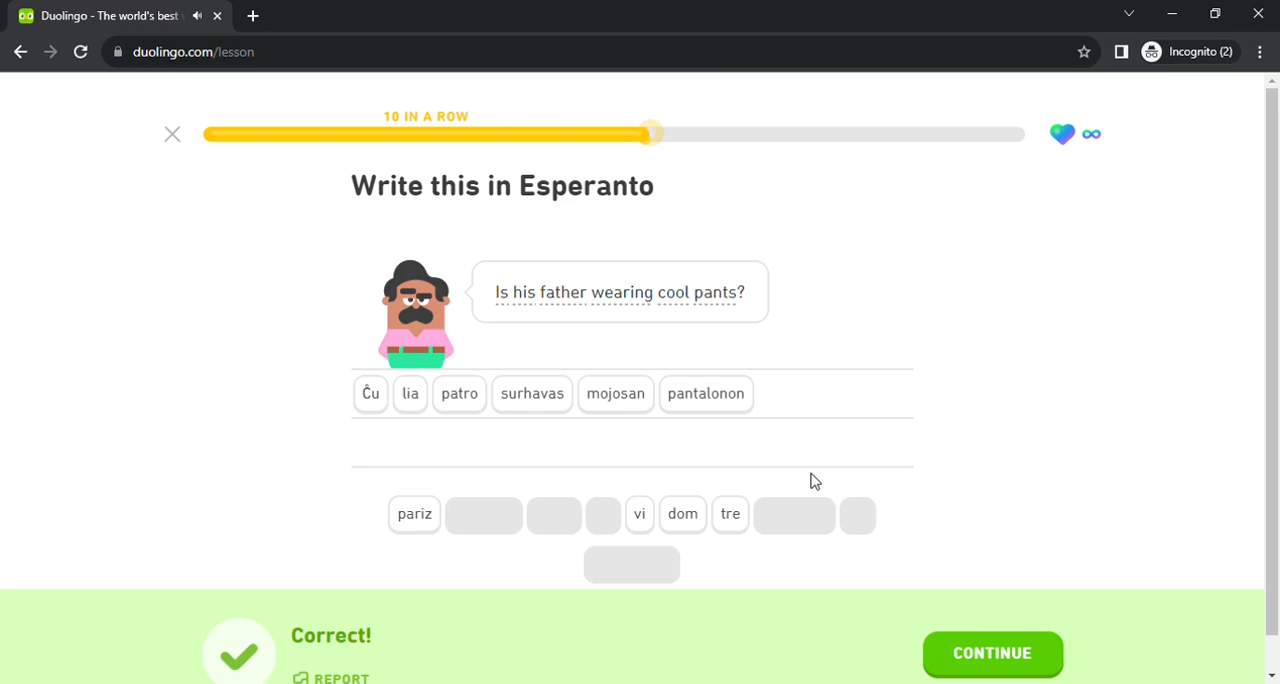 Duolingo - The world's best
duolingo.com/lesson
Incognito (2)
10 IN A ROW
Write this in Esperanto
Is his father wearing cool pants?
Ĉu lia patro surhavas mojosan pantalonon
pariz vi dom tre
Correct!
REPORT
CONTINUE